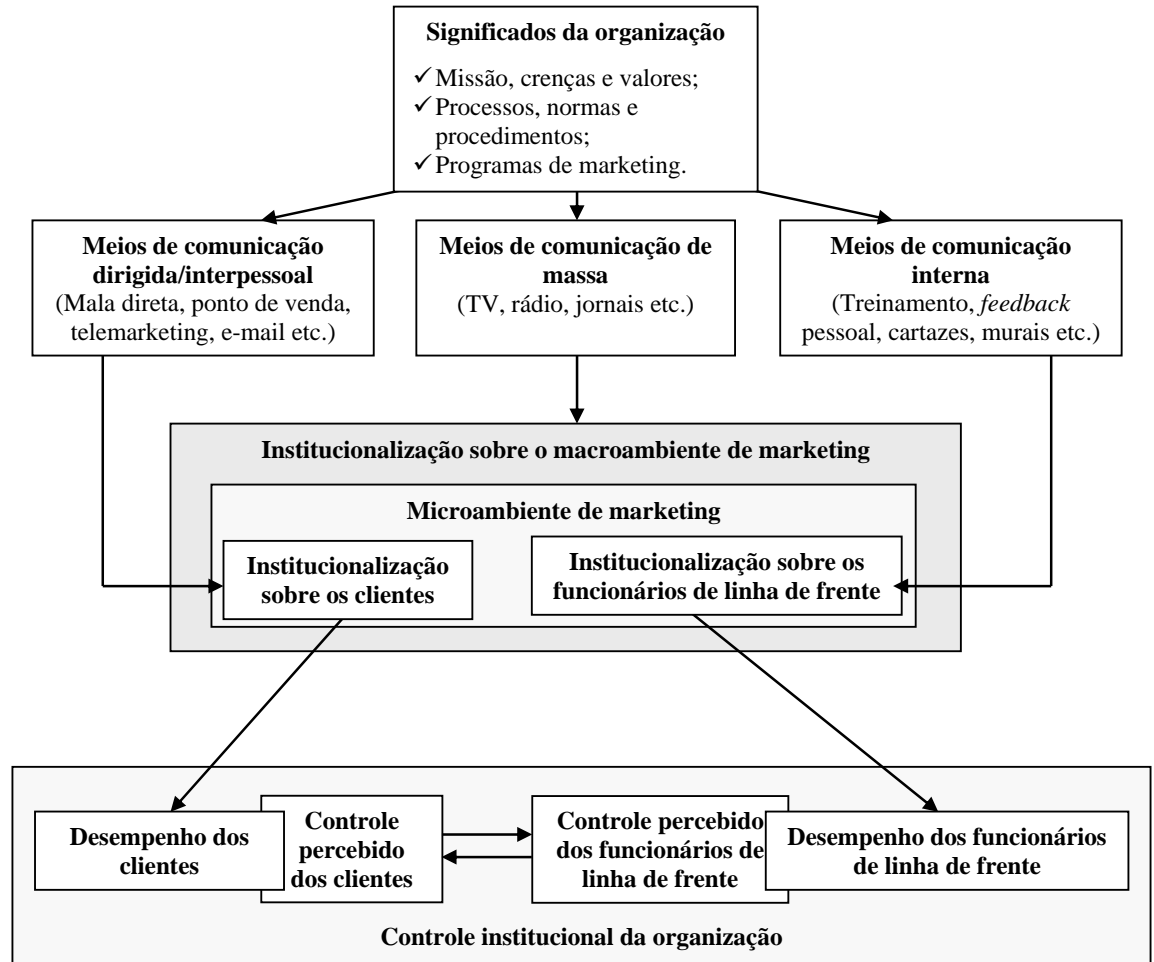 Significados da organização
✓ Missão, crenças e valores;
✓ Processos, normas e
procedimentos;
✓ Programas de marketing.
Meios de comunicação
dirigida/interpessoal
(Mala direta, ponto de venda,
telemarketing, e-mail etc.)
Meios de comunicação de
massa
(TV, rádio, jornais etc.)
Meios de comunicação
interna
(Treinamento, feedback
pessoal, cartazes, murais etc.)
Institucionalização sobre o macroambiente de marketing
Microambiente de marketing
Institucionalização
sobre os clientes
Institucionalização sobre os
funcionários de linha de frente
Desempenho dos
clientes
Controle
percebido
dos clientes
Controle percebido
dos funcionários de
linha de frente
Desempenho dos funcionários
de linha de frente
Controle institucional da organização